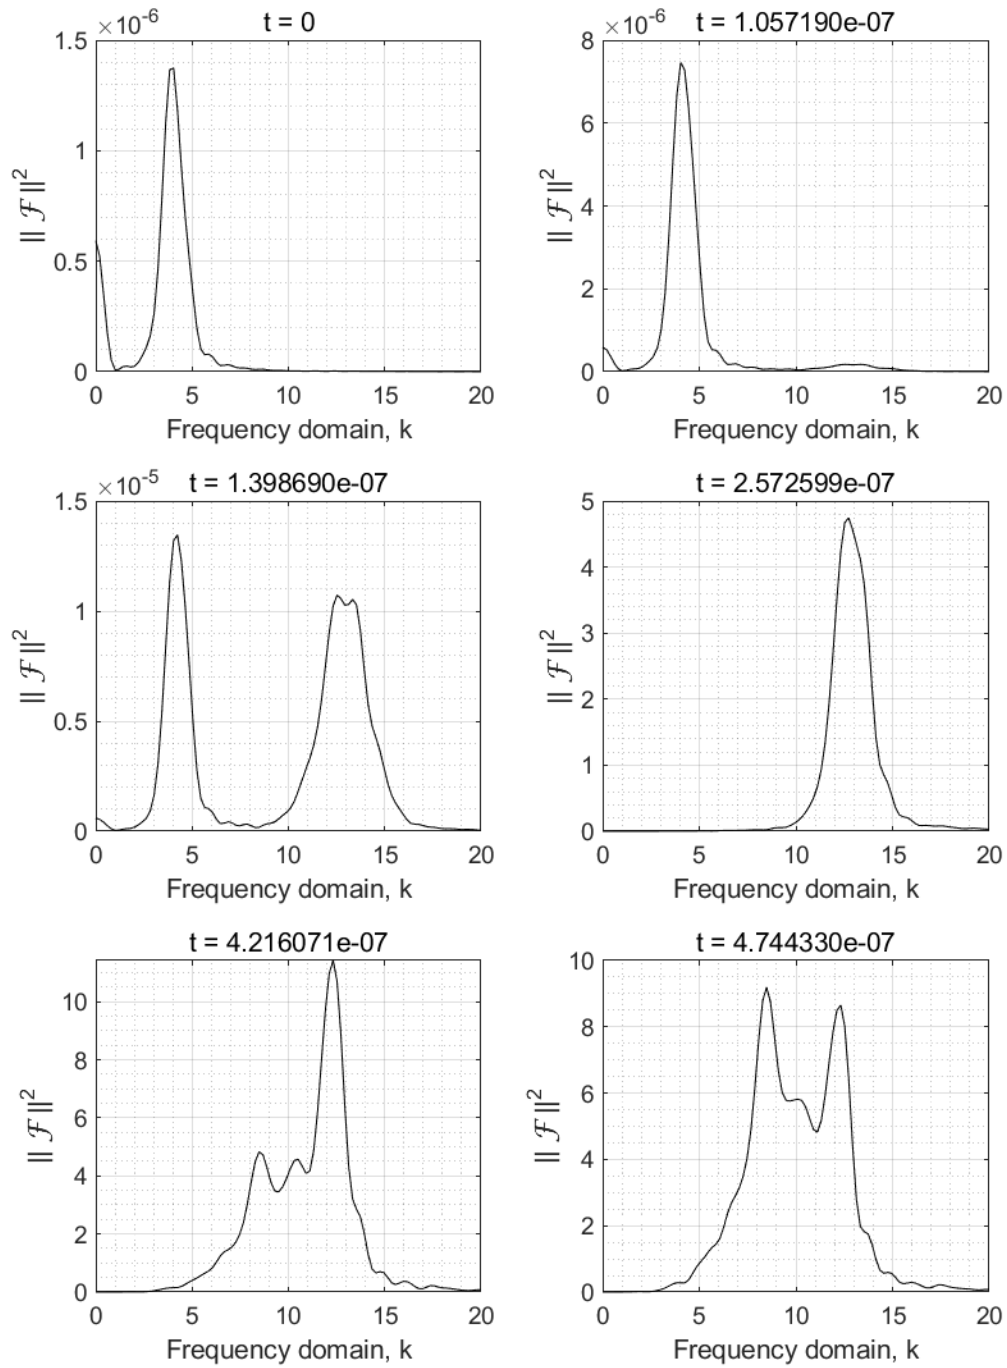 ×10^-6
t = 0
1.5
1
0.5
0
|| ℱ ||^2
0 5 10 15 20
Frequency domain, k
×10^-6
t = 1.057190e-07
8
6
4
2
0
|| ℱ ||^2
0 5 10 15 20
Frequency domain, k
×10^-5
t = 1.398690e-07
1.5
1
0.5
0
|| ℱ ||^2
0 5 10 15 20
Frequency domain, k
t = 2.572599e-07
5
4
3
2
1
0
|| ℱ ||^2
0 5 10 15 20
Frequency domain, k
t = 4.216071e-07
10
8
6
4
2
0
|| ℱ ||^2
0 5 10 15 20
Frequency domain, k
t = 4.744330e-07
10
8
6
4
2
0
|| ℱ ||^2
0 5 10 15 20
Frequency domain, k